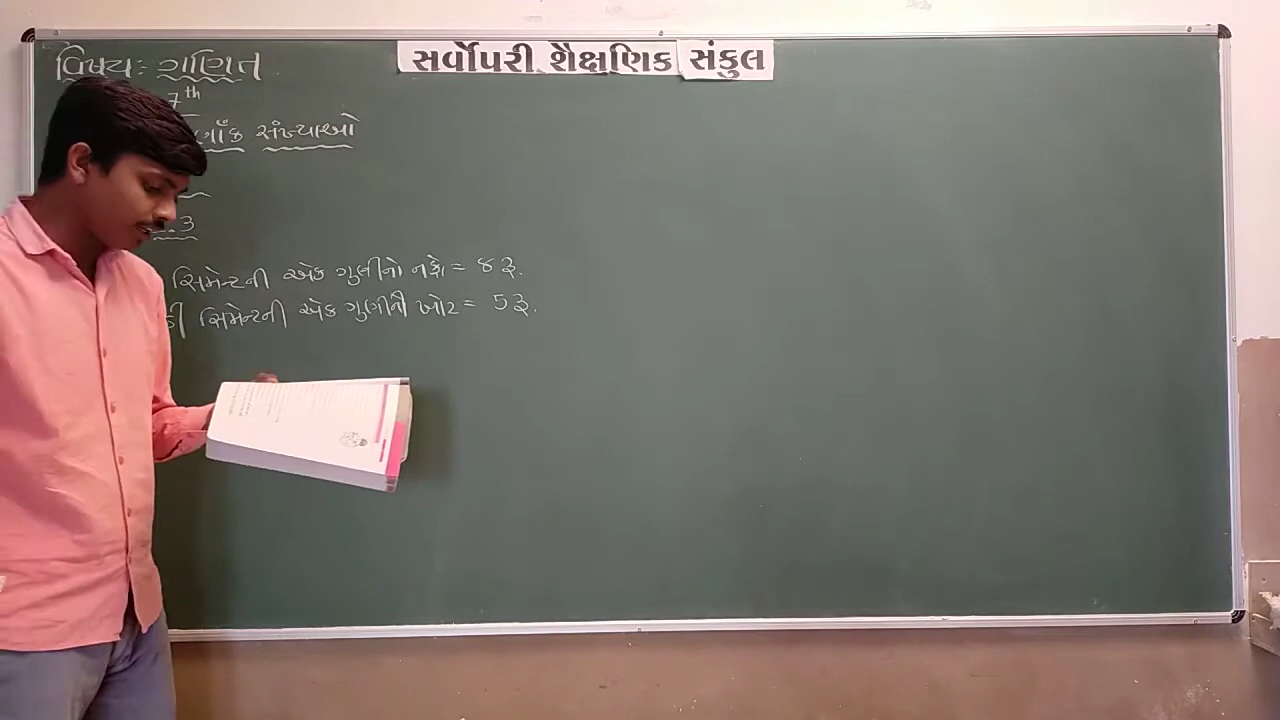 સર્વોપરી શૈક્ષણિક સંકુલ
વિષય: ગણિત
7th
ર્ણાંક સંખ્યાઓ
.3
સિમેન્ટની એક ગુણીનો નફો = 8 રૂ.
સિમેન્ટની એક ગુણીની ખોટ = 5 રૂ.